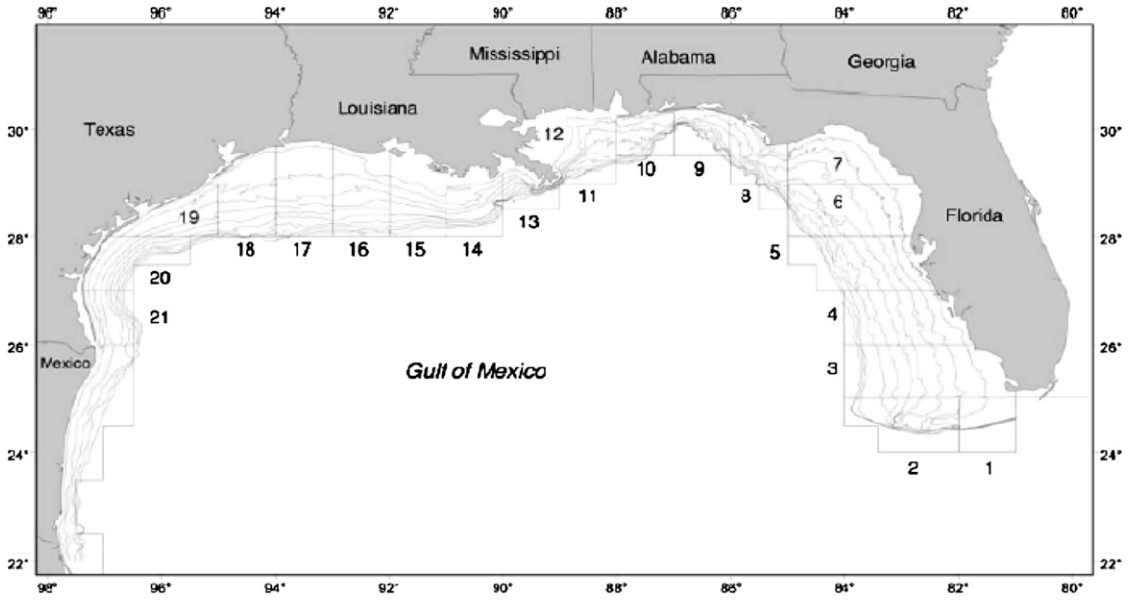 98° 96° 94° 92° 90° 88° 86° 84° 82° 80°
Mississippi Alabama Georgia
Louisiana
Texas
30° 12 30°
7
10 9
11 8 6
19 13 Florida
28° 28°
18 17 16 15 14 5
20
21 4
26° 26°
Mexico Gulf of Mexico 3
24° 24°
2 1
22° 22°
98° 96° 94° 92° 90° 88° 86° 84° 82° 80°